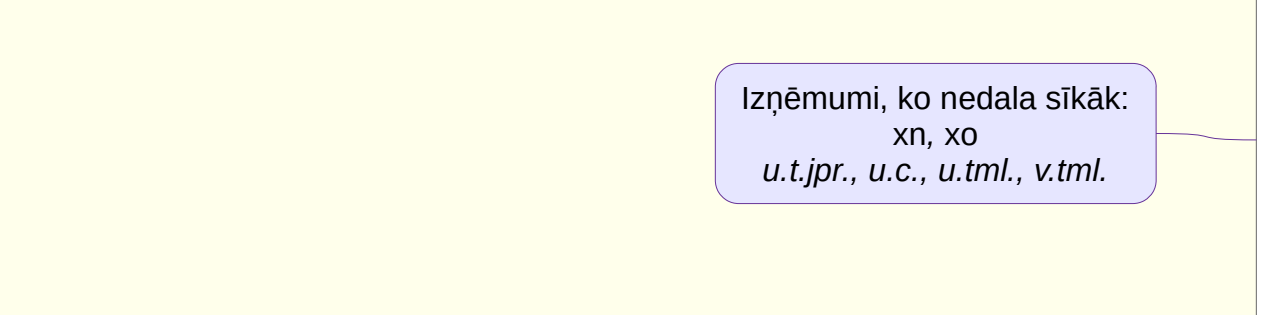 Izņēmumi, ko nedala sīkāk:
xn, xo
u.t.jpr., u.c., u.tml., v.tml.